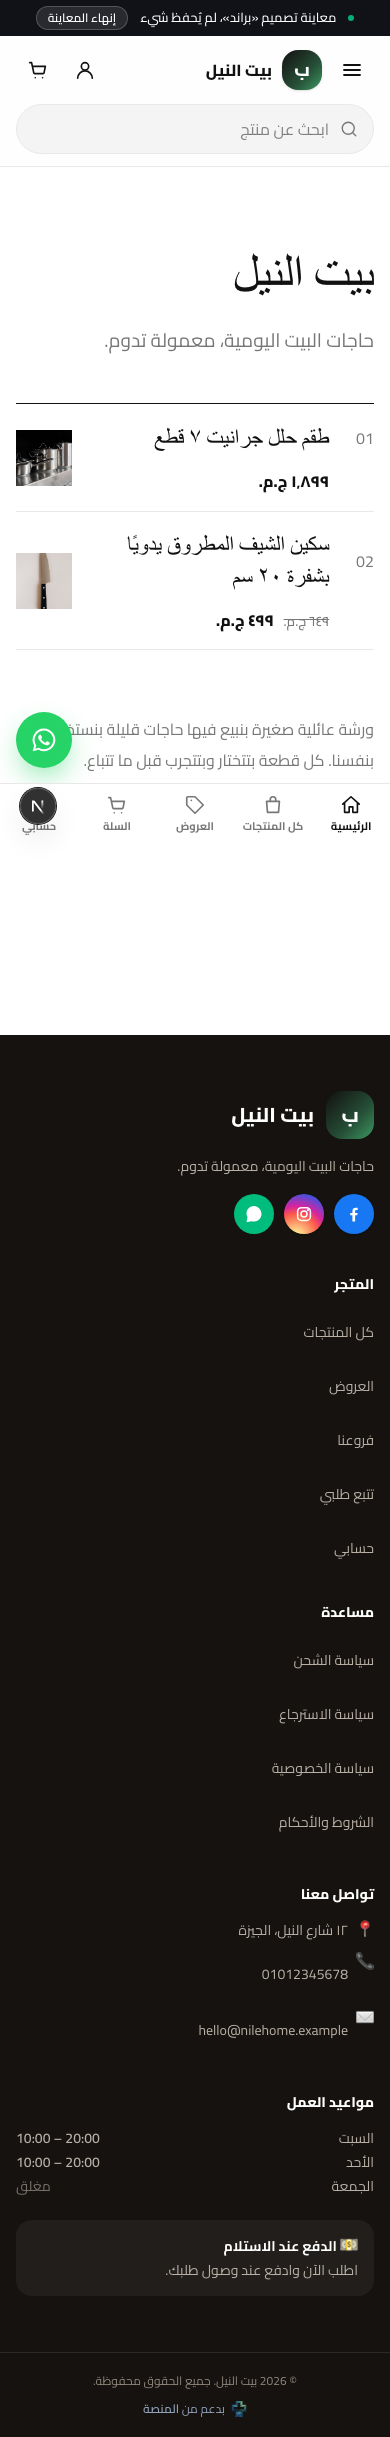 معاينة تصميم «براند»، لم يُحفظ شيء
إنهاء المعاينة
ب
بيت النيل
ابحث عن منتج
بيت النيل
حاجات البيت اليومية، معمولة تدوم.
01
طقم حلل جرانيت ٧ قطع
١٬٨٩٩ ج.م.
02
سكين الشيف المطروق يدويًا
بشفرة ٢٠ سم
٦٤٩ ج.م. ٤٩٩ ج.م.
ورشة عائلية صغيرة بنبيع فيها حاجات قليلة
بنفسنا. كل قطعة بتتختار وبتتجرب قبل ما تتباع.
الرئيسية
كل المنتجات
العروض
السلة
حسابي
N
ب
بيت النيل
حاجات البيت اليومية، معمولة تدوم.
المتجر
كل المنتجات
العروض
فروعنا
تتبع طلبي
حسابي
مساعدة
سياسة الشحن
سياسة الاسترجاع
سياسة الخصوصية
الشروط والأحكام
تواصل معنا
١٢ شارع النيل، الجيزة
01012345678
hello@nilehome.example
مواعيد العمل
السبت 10:00 – 20:00
الأحد 10:00 – 20:00
الجمعة مغلق
الدفع عند الاستلام
اطلب الآن وادفع عند وصول طلبك.
© 2026 بيت النيل. جميع الحقوق محفوظة.
بدعم من المنصة